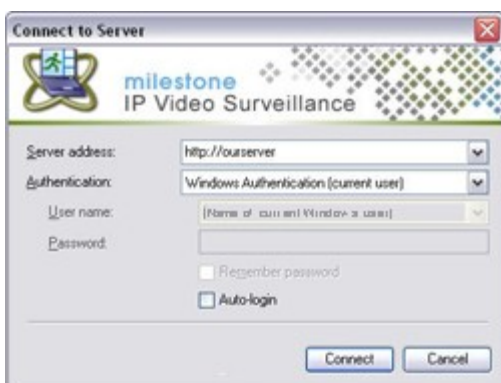 Connect to Server
milestone
IP Video Surveillance
Server address: http://ourserver
Authentication: Windows Authentication (current user)
User name: [Name of current Windows user]
Password:
Remember password
Auto-login
Connect Cancel